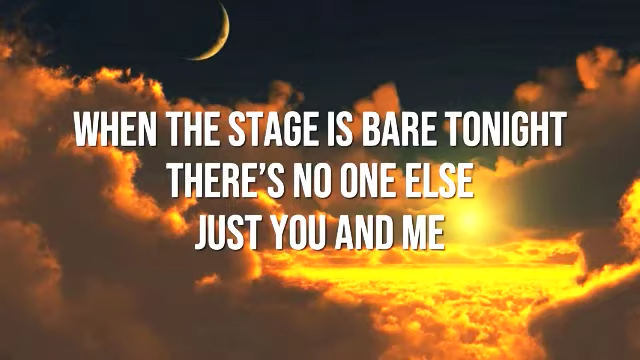 WHEN THE STAGE IS BARE TONIGHT
THERE'S NO ONE ELSE
JUST YOU AND ME